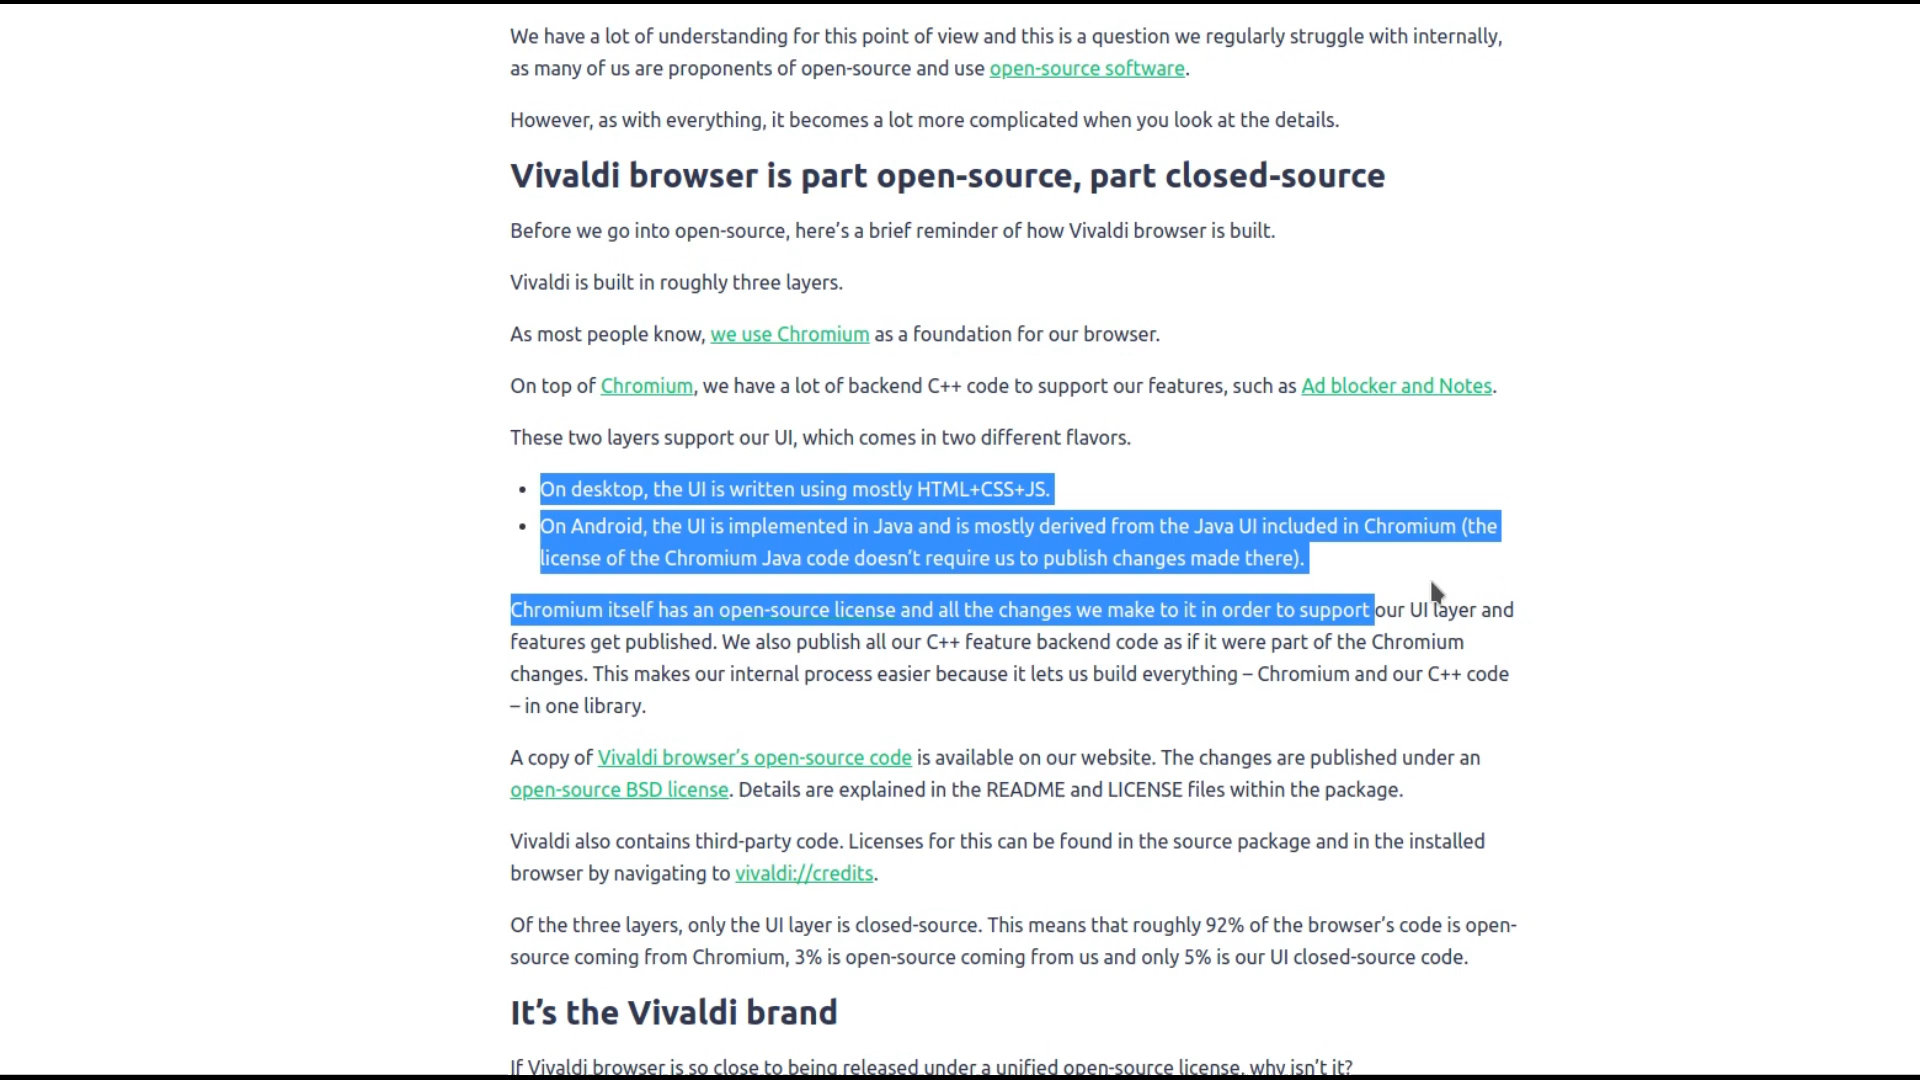 We have a lot of understanding for this point of view and this is a question we regularly struggle with internally,
as many of us are proponents of open-source and use open-source software.
However, as with everything, it becomes a lot more complicated when you look at the details.
Vivaldi browser is part open-source, part closed-source
Before we go into open-source, here’s a brief reminder of how Vivaldi browser is built.
Vivaldi is built in roughly three layers.
As most people know, we use Chromium as a foundation for our browser.
On top of Chromium, we have a lot of backend C++ code to support our features, such as Ad blocker and Notes.
These two layers support our UI, which comes in two different flavors.
• On desktop, the UI is written using mostly HTML+CSS+JS.
• On Android, the UI is implemented in Java and is mostly derived from the Java UI included in Chromium (the
license of the Chromium Java code doesn’t require us to publish changes made there).
Chromium itself has an open-source license and all the changes we make to it in order to support our UI layer and
features get published. We also publish all our C++ feature backend code as if it were part of the Chromium
changes. This makes our internal process easier because it lets us build everything – Chromium and our C++ code
– in one library.
A copy of Vivaldi browser’s open-source code is available on our website. The changes are published under an
open-source BSD license. Details are explained in the README and LICENSE files within the package.
Vivaldi also contains third-party code. Licenses for this can be found in the source package and in the installed
browser by navigating to vivaldi://credits.
Of the three layers, only the UI layer is closed-source. This means that roughly 92% of the browser’s code is open-
source coming from Chromium, 3% is open-source coming from us and only 5% is our UI closed-source code.
It’s the Vivaldi brand
If Vivaldi browser is so close to being released under a unified open-source license, why isn’t it?